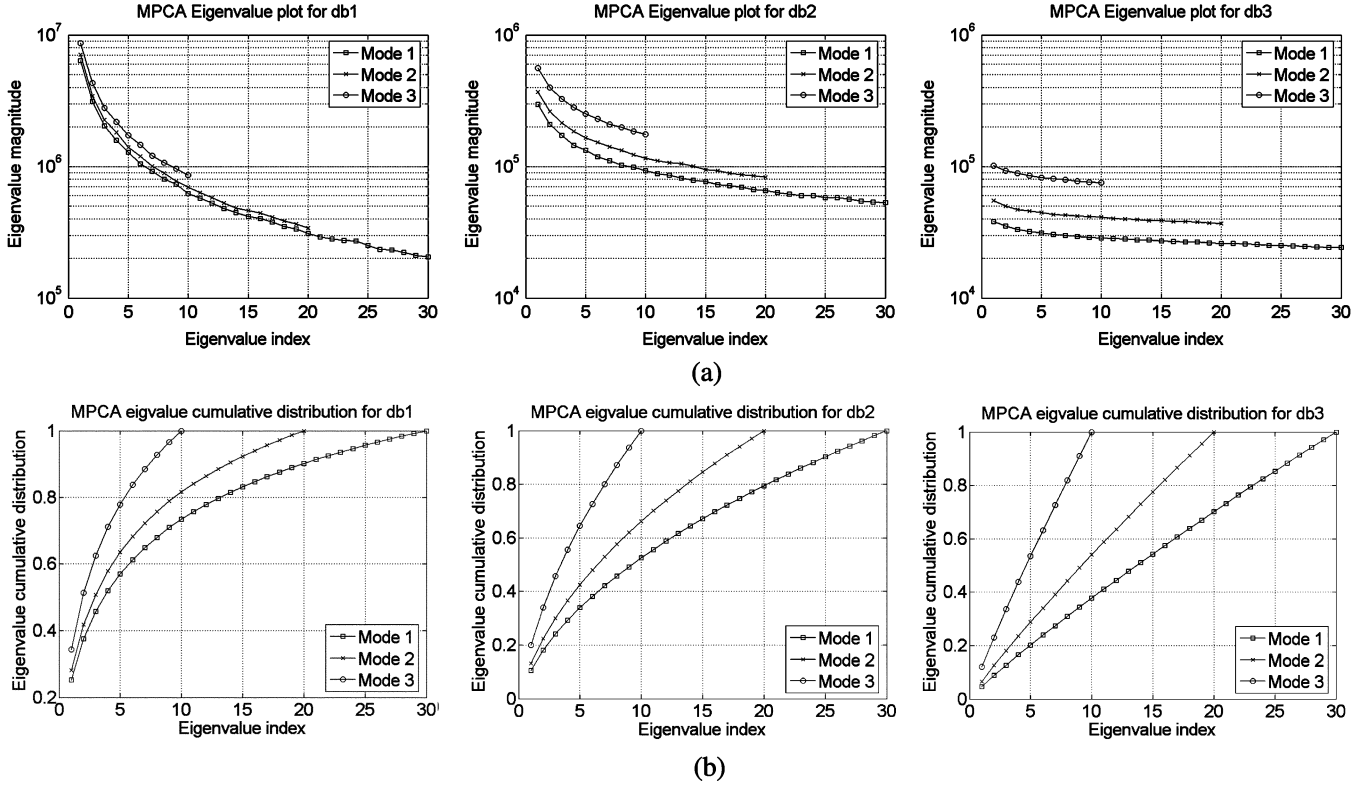 MPCA Eigenvalue plot for db1
10^7
10^6
10^5
Eigenvalue magnitude
Mode 1
Mode 2
Mode 3
0 5 10 15 20 25 30
Eigenvalue index
MPCA Eigenvalue plot for db2
10^6
10^5
10^4
Eigenvalue magnitude
Mode 1
Mode 2
Mode 3
0 5 10 15 20 25 30
Eigenvalue index
MPCA Eigenvalue plot for db3
10^6
10^5
10^4
Eigenvalue magnitude
Mode 1
Mode 2
Mode 3
0 5 10 15 20 25 30
Eigenvalue index
(a)
MPCA eigvalue cumulative distribution for db1
1
0.8
0.6
0.4
0.2
Eigenvalue cumulative distribution
Mode 1
Mode 2
Mode 3
0 5 10 15 20 25 30
Eigenvalue index
MPCA eigvalue cumulative distribution for db2
1
0.8
0.6
0.4
0.2
0
Eigenvalue cumulative distribution
Mode 1
Mode 2
Mode 3
0 5 10 15 20 25 30
Eigenvalue index
MPCA eigvalue cumulative distribution for db3
1
0.8
0.6
0.4
0.2
0
Eigenvalue cumulative distribution
Mode 1
Mode 2
Mode 3
0 5 10 15 20 25 30
Eigenvalue index
(b)